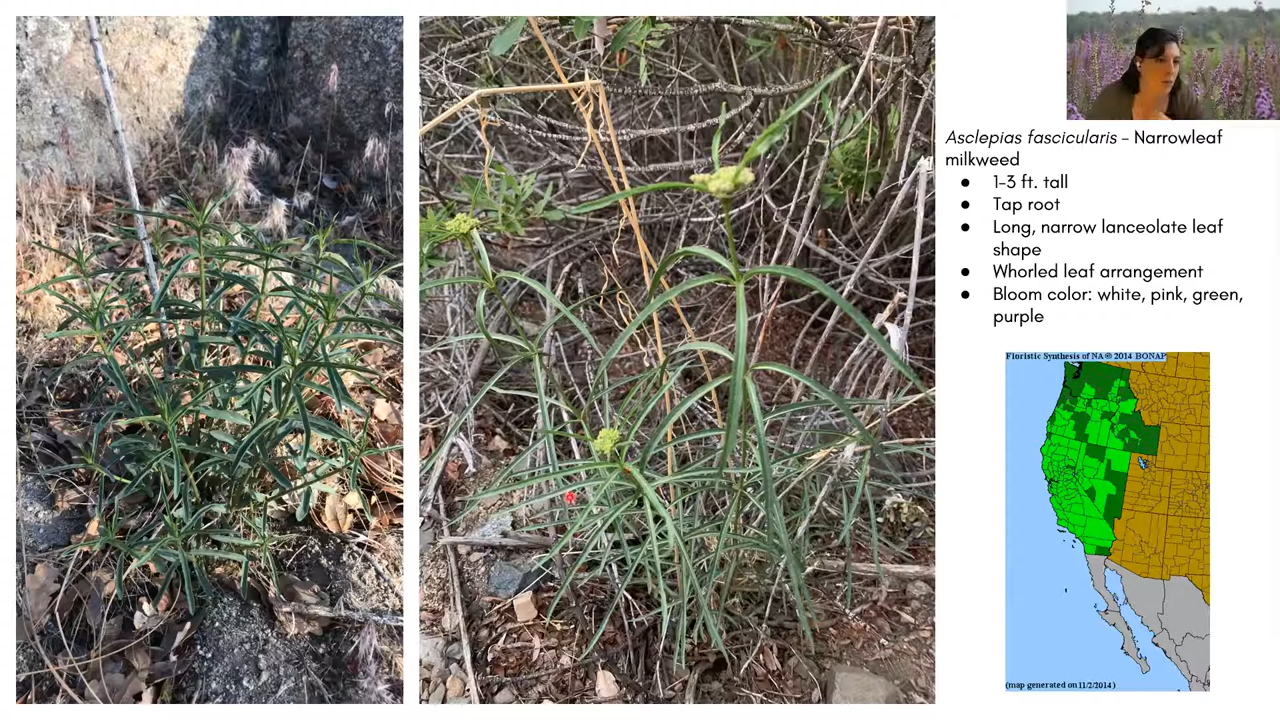 Asclepias fascicularis – Narrowleaf
milkweed
● 1-3 ft. tall
● Tap root
● Long, narrow lanceolate leaf
shape
● Whorled leaf arrangement
● Bloom color: white, pink, green,
purple
Floristic Synthesis of NA © 2014 BONAP
(map generated on 11/2/2014 )